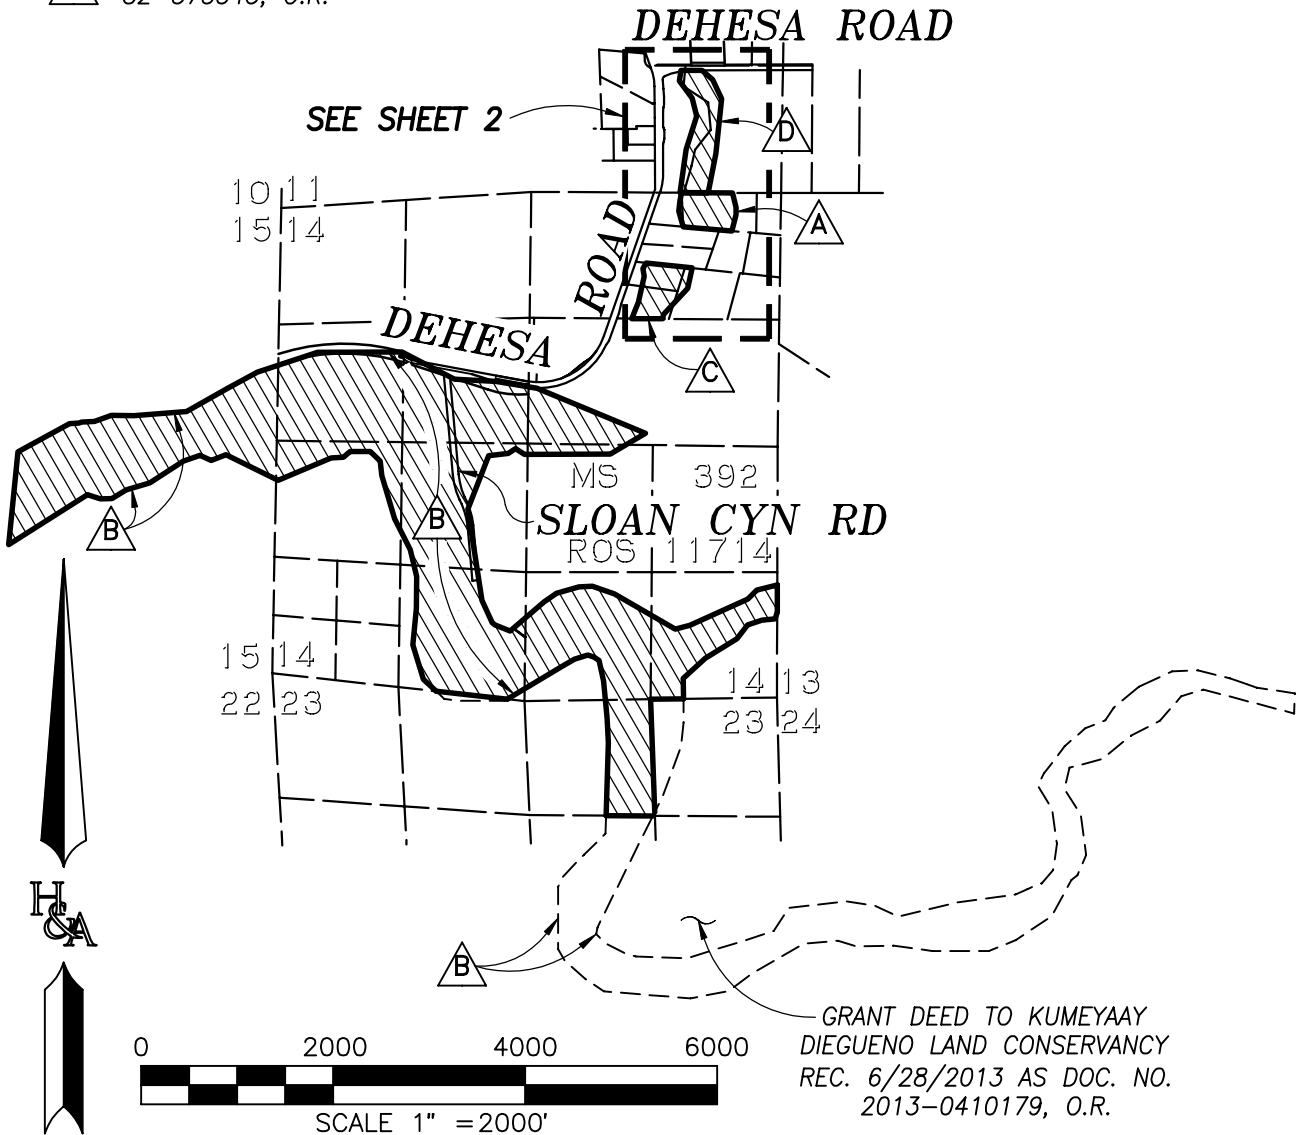 DEHESA ROAD
SEE SHEET 2
D
10 11
15 14
A
ROAD
DEHESA
C
MS 392
B
B
SLOAN CYN RD
ROS 11714
15 14
22 23
14 13
23 24
H&A
B
GRANT DEED TO KUMEYAAY
DIEGUENO LAND CONSERVANCY
REC. 6/28/2013 AS DOC. NO.
2013-0410179, O.R.
0 2000 4000 6000
SCALE 1" =2000'